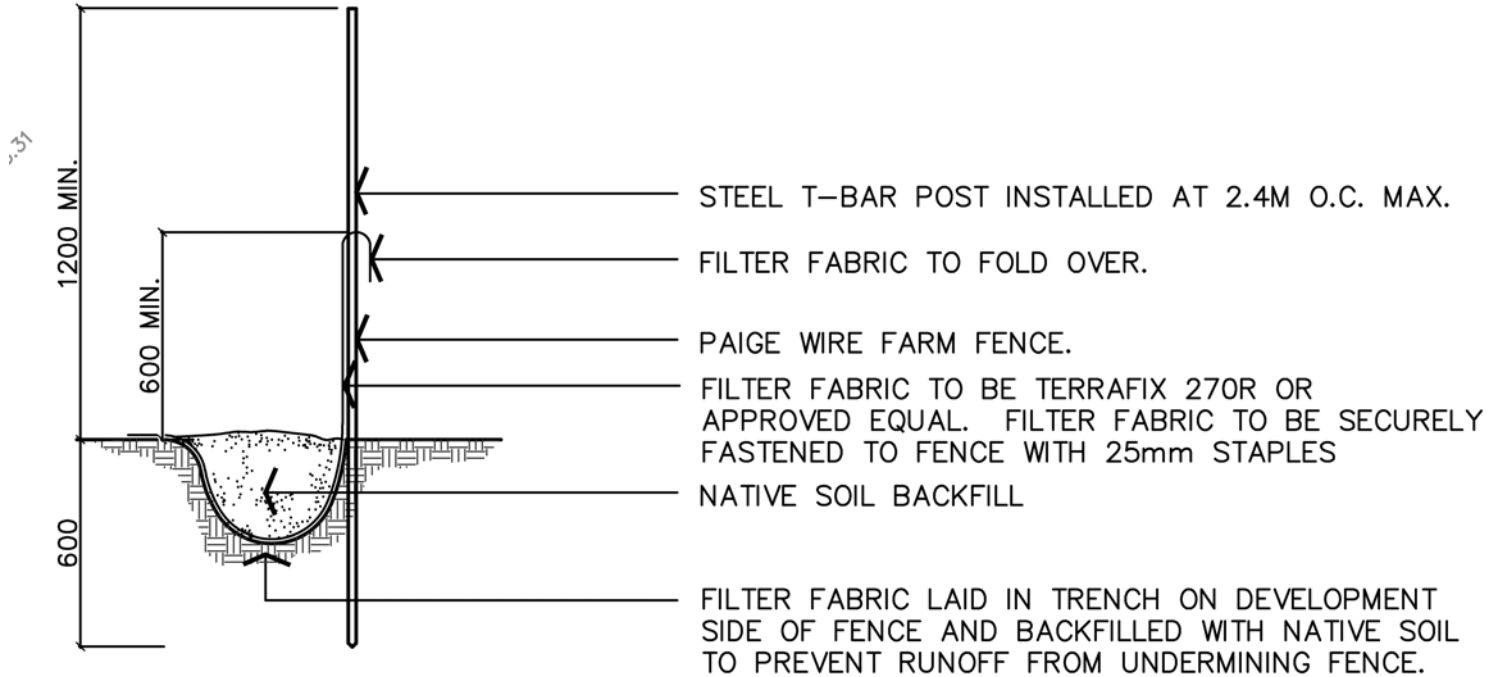 1200 MIN.
600 MIN.
600
STEEL T-BAR POST INSTALLED AT 2.4M O.C. MAX.
FILTER FABRIC TO FOLD OVER.
PAIGE WIRE FARM FENCE.
FILTER FABRIC TO BE TERRAFIX 270R OR
APPROVED EQUAL. FILTER FABRIC TO BE SECURELY
FASTENED TO FENCE WITH 25mm STAPLES
NATIVE SOIL BACKFILL
FILTER FABRIC LAID IN TRENCH ON DEVELOPMENT
SIDE OF FENCE AND BACKFILLED WITH NATIVE SOIL
TO PREVENT RUNOFF FROM UNDERMINING FENCE.